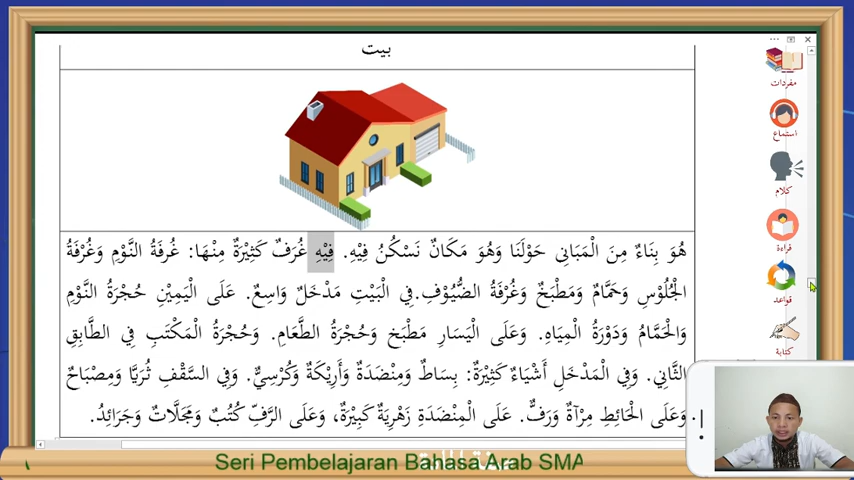 بيت
هُوَ بِنَاءٌ مِنَ الْمَبَانِى حَوْلَنَا وَهُوَ مَكَانٌ نَسْكُنُ فِيْهِ. فِيْهِ غُرَفٌ كَثِيْرَةٌ مِنْهَا: غُرفَةُ النَّوْمِ وَغُرْفَةُ
الْجُلُوْسِ وَحَمَّامٌ وَمَطْبَخٌ وَغُرْفَةُ الضُّيُوْفِ.فِي الْبَيْتِ مَدْخَلٌ وَاسِعٌ. عَلَى الْيَمِيْنِ حُجْرَةُ النَّوْمِ
وَالْحَمَّامُ وَدَوْرَةُ الْمِيَاهِ. وَعَلَى الْيَسَارِ مَطْبَخ وَحُجْرَةُ الطَّعَامِ. وَحُجْرَةُ الْمَكْتَبِ فِي الطَّابِقِ
الثَّانِي. وَفِي الْمَدْخَلِ أَشْيَاءٌ كَثِيْرَةٌ: بِسَاطٌ وَمِنْضَدَةٌ وَأَرِيْكَةٌ وَكُرْسِيٌّ. وَفِي السَّقْفِ ثُرَيَّا وَمِصْبَاحٌ
وَعَلَى الْحَائِطِ مِرْآةٌ وَرَفٌّ. عَلَى الْمِنْضَدَةِ زَهْرِيَةٌ كَبِيْرَةٌ، وَعَلَى الرَّفِّ كُتُبٌ وَمَجَلَّاتٌ وَجَرَائِدُ.
مفردات
استماع
كلام
قراءة
قواعد
كتابة
Seri Pembelajaran Bahasa Arab SMA